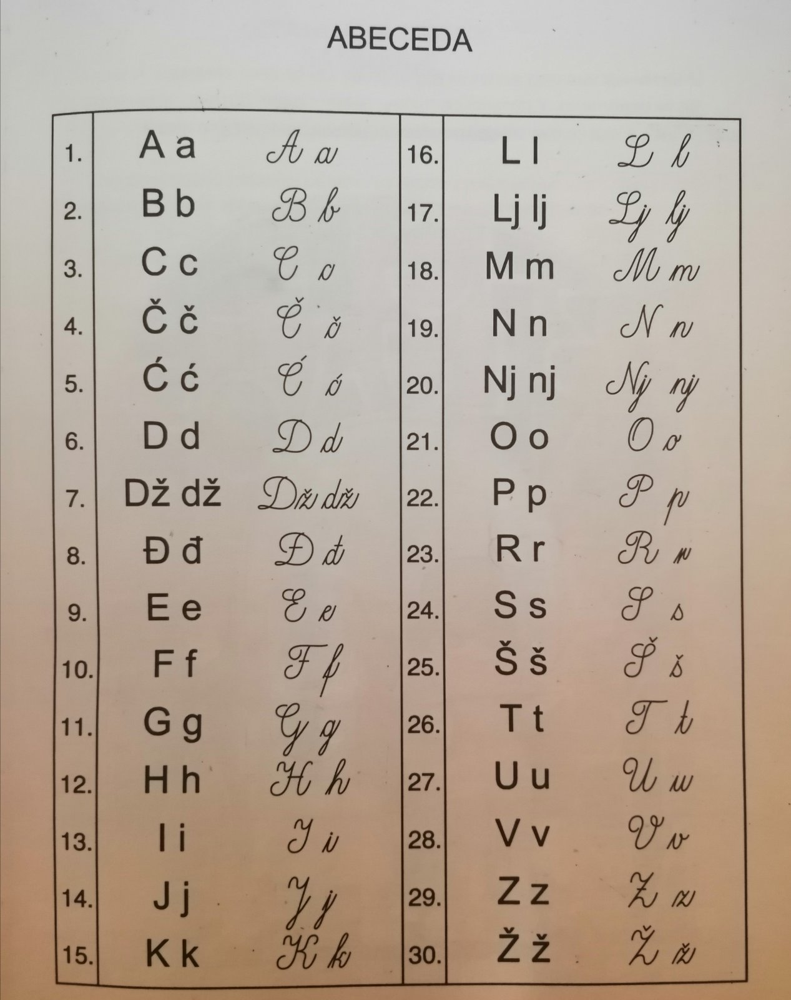 ABECEDA
1. A a A a
2. B b B b
3. C c C c
4. Č č Č č
5. Ć ć Ć ć
6. D d D d
7. Dž dž Dž dž
8. Đ đ Đ đ
9. E e E e
10. F f F f
11. G g G g
12. H h H h
13. I i I i
14. J j J j
15. K k K k
16. L l L l
17. Lj lj Lj lj
18. M m M m
19. N n N n
20. Nj nj Nj nj
21. O o O o
22. P p P p
23. R r R r
24. S s S s
25. Š š Š š
26. T t T t
27. U u U u
28. V v V v
29. Z z Z z
30. Ž ž Ž ž